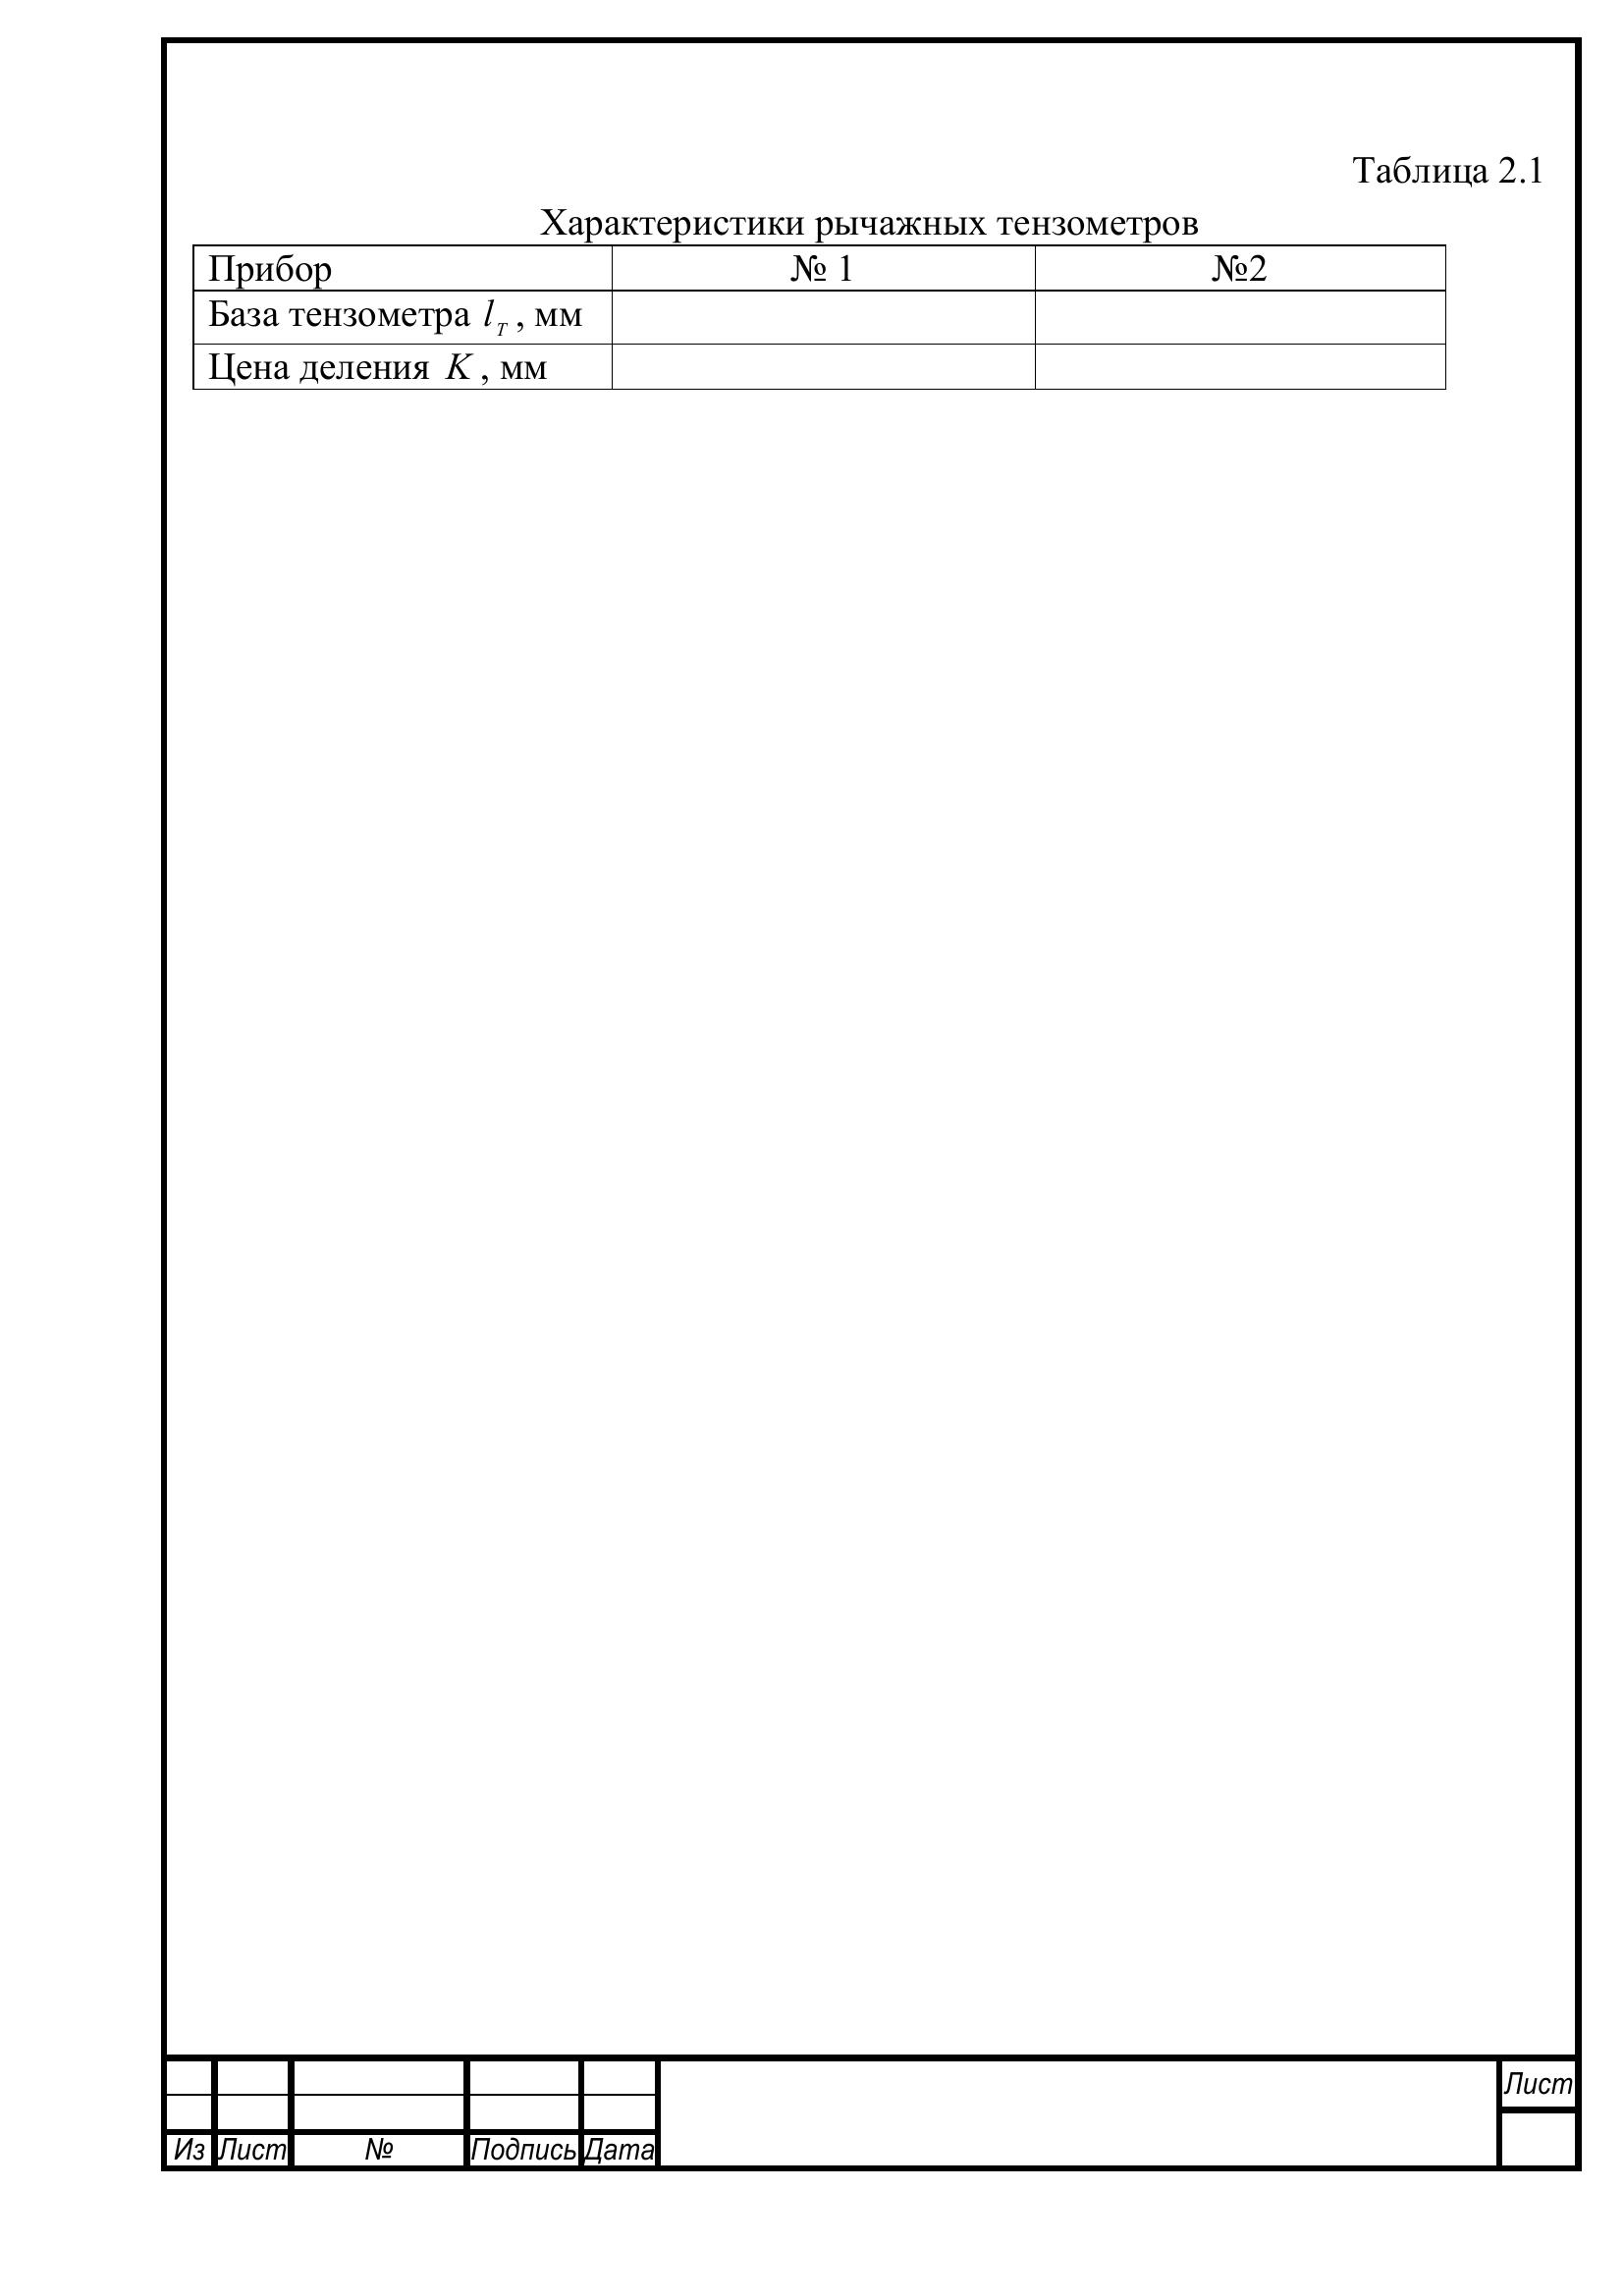 Таблица 2.1
Характеристики рычажных тензометров
Прибор № 1 №2
База тензометра l T , мм
Цена деления K , мм
Лист
Из Лист № Подпись Дата